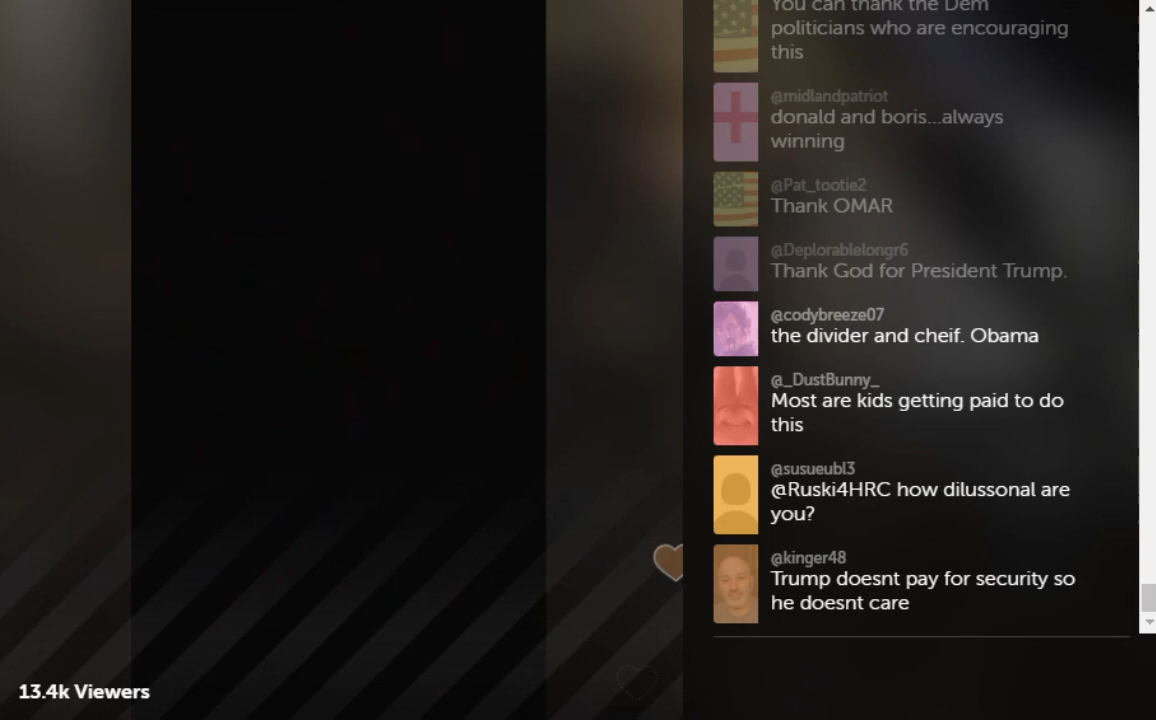 You can thank the Dem
politicians who are encouraging
this
@midlandpatriot
donald and boris...always
winning
@Pat_tootie2
Thank OMAR
@Deplorablelongr6
Thank God for President Trump.
@codybreeze07
the divider and cheif. Obama
@_DustBunny_
Most are kids getting paid to do
this
@susueubl3
@Ruski4HRC how dilussonal are
you?
@kinger48
Trump doesnt pay for security so
he doesnt care
13.4k Viewers